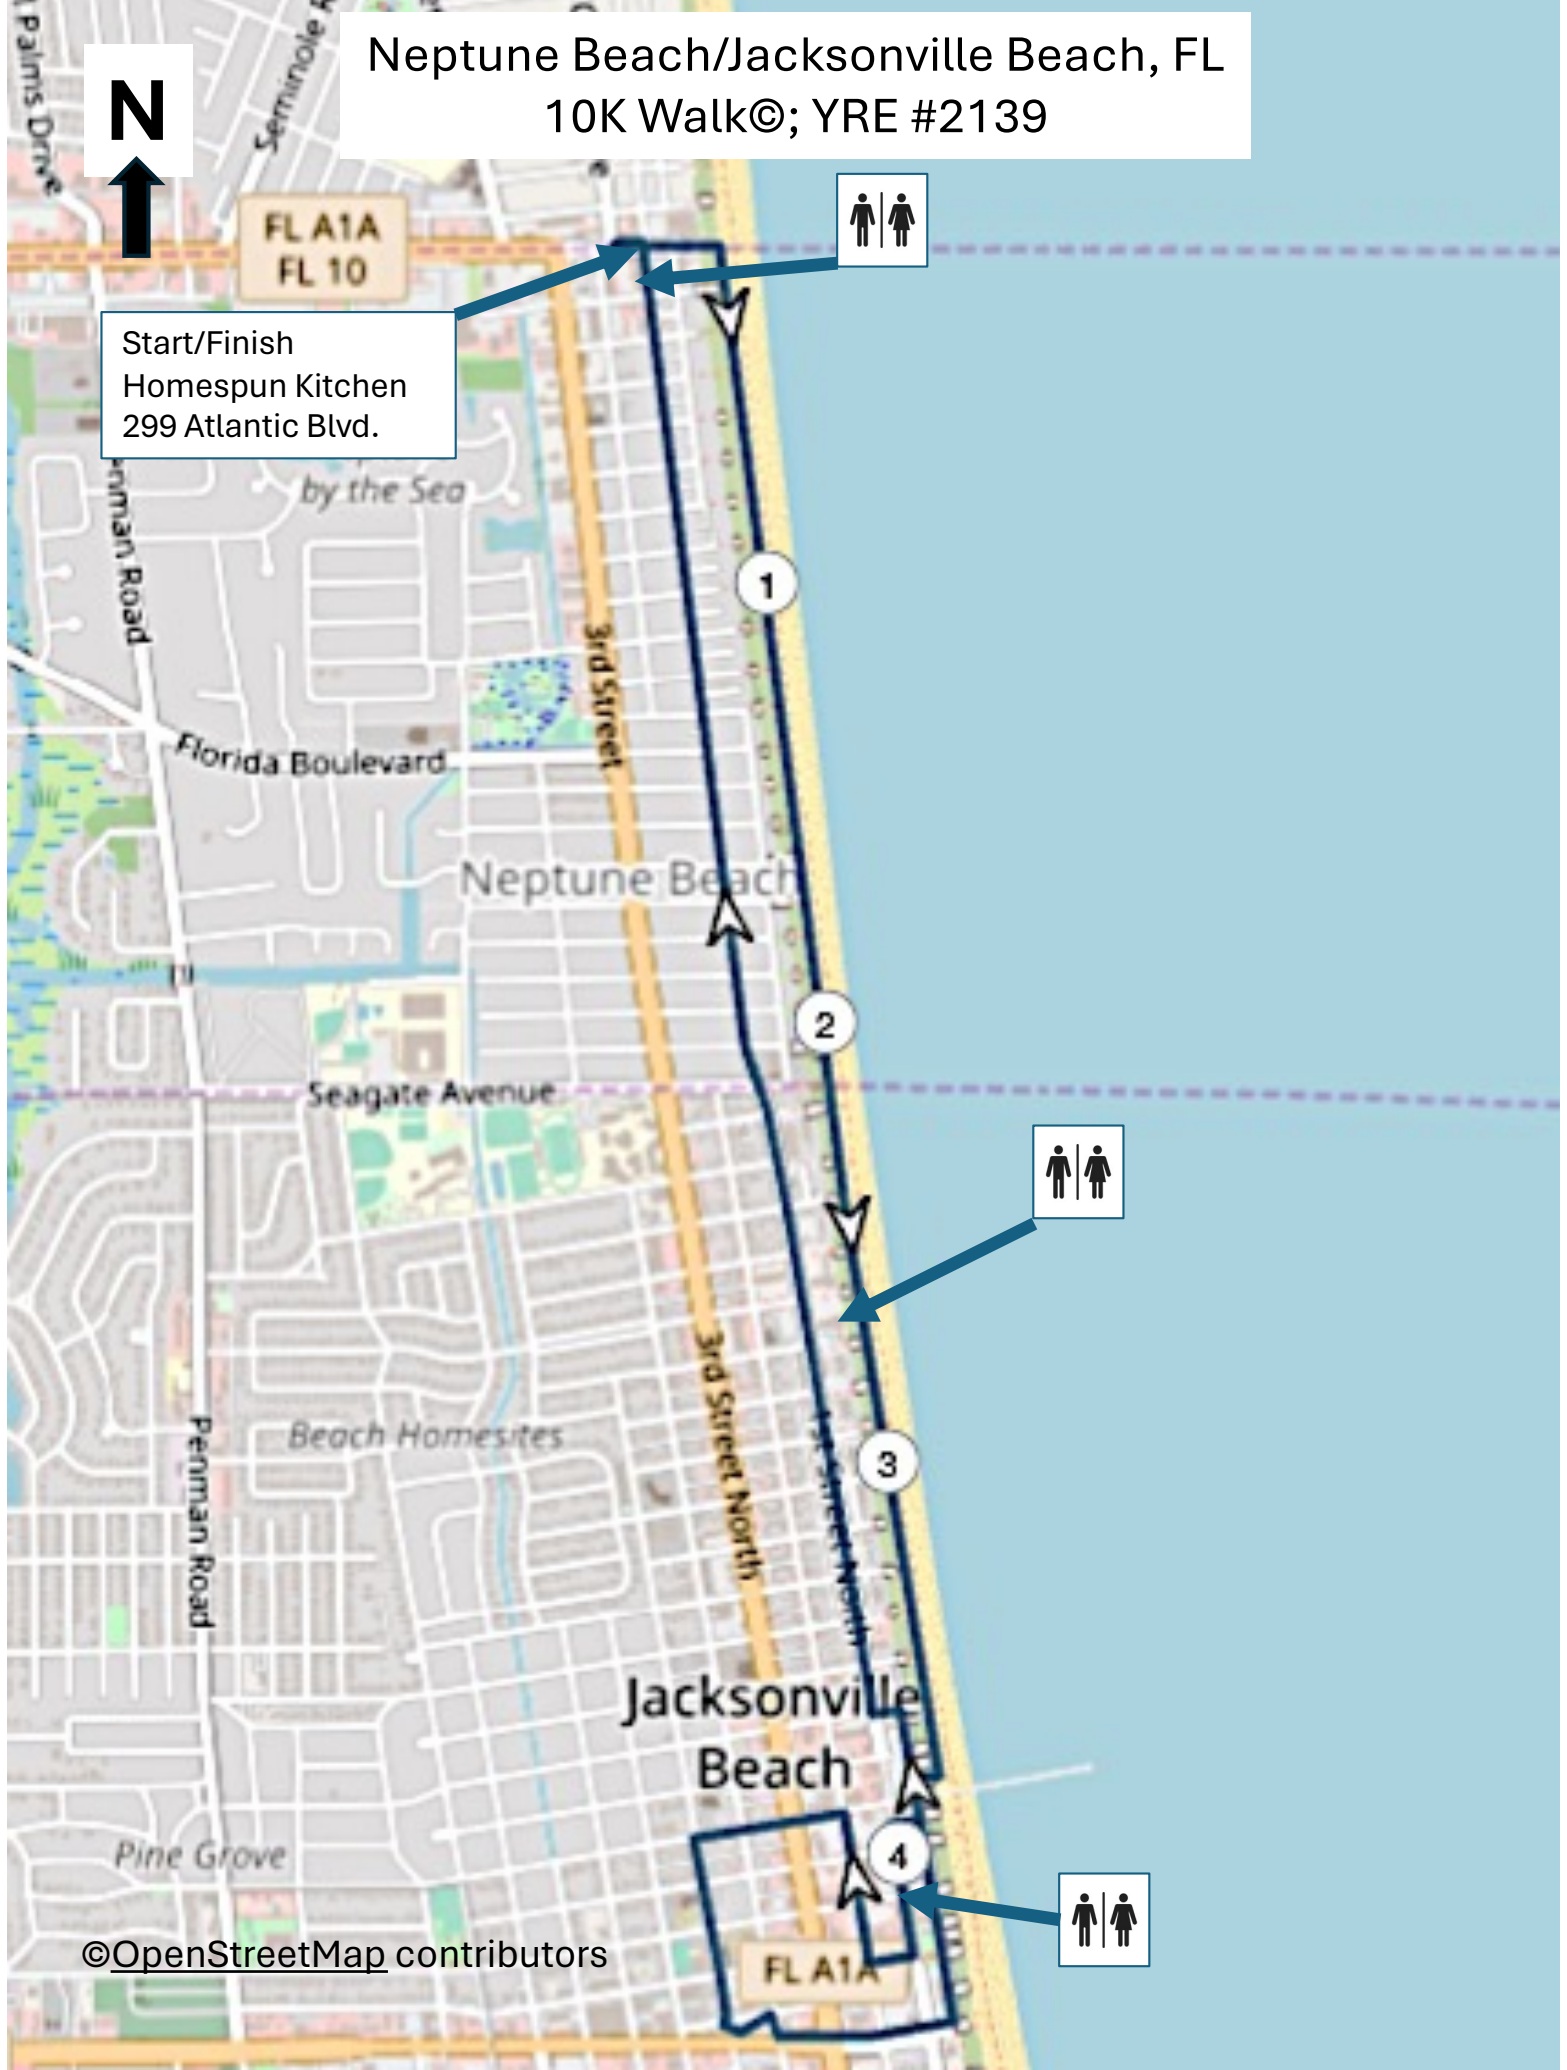 Neptune Beach/Jacksonville Beach, FL
10K Walk©; YRE #2139
Palms Drive
Seminole R
N
FL A1A
FL 10
Start/Finish
Homespun Kitchen
299 Atlantic Blvd.
by the Sea
enman Road
1
3rd Street
Florida Boulevard
Neptune Beach
2
Seagate Avenue
3rd Street North
Beach Homesites
Penman Road
1st Street North
3
Jacksonville
Beach
4
Pine Grove
©OpenStreetMap contributors
FL A1A